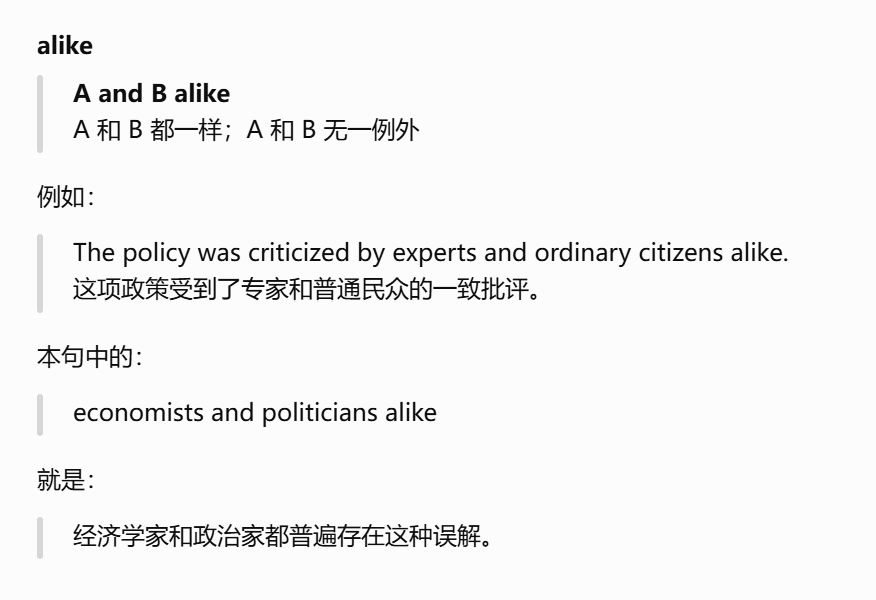 alike
A and B alike
A 和 B 都一样；A 和 B 无一例外
例如：
The policy was criticized by experts and ordinary citizens alike.
这项政策受到了专家和普通民众的一致批评。
本句中的：
economists and politicians alike
就是：
经济学家和政治家都普遍存在这种误解。